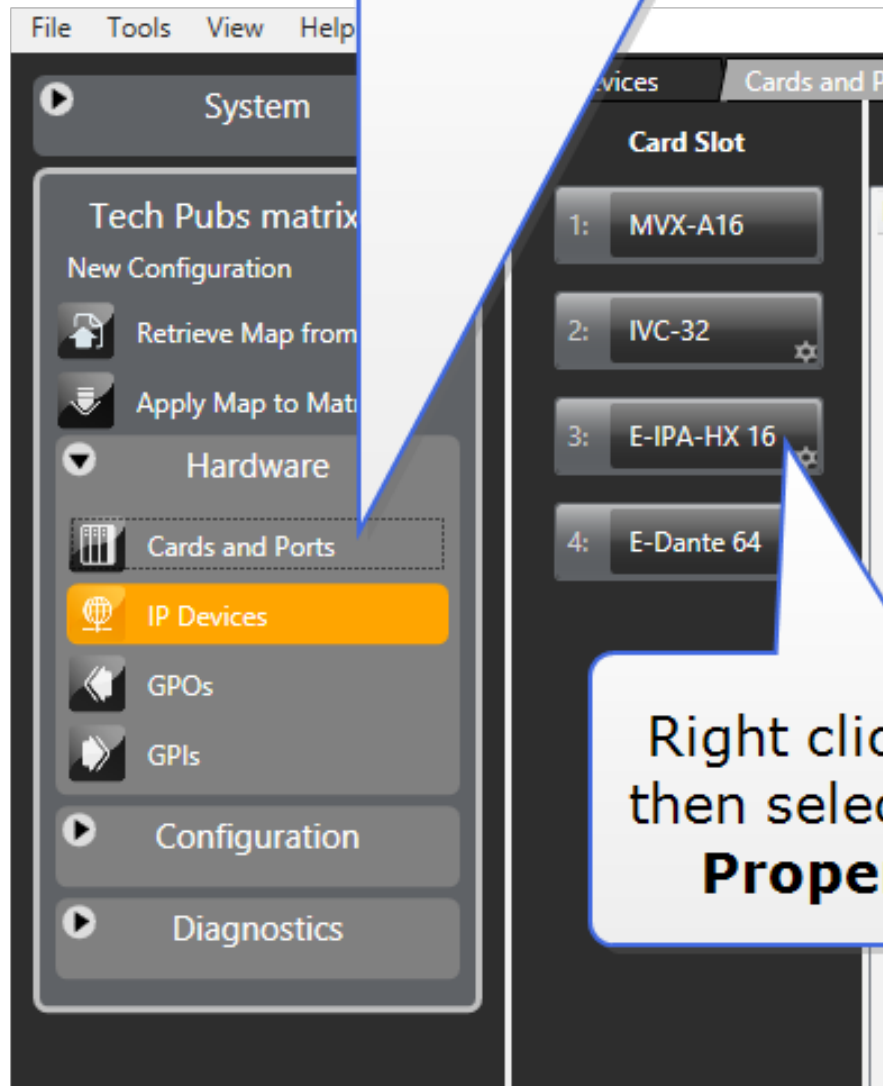 File Tools View Help
System
Tech Pubs matrix
New Configuration
Retrieve Map from
Apply Map to Mat
Hardware
Cards and Ports
IP Devices
GPOs
GPIs
Configuration
Diagnostics
vices Cards and P
Card Slot
1: MVX-A16
2: IVC-32
3: E-IPA-HX 16
4: E-Dante 64
Right clic
then selec
Prope